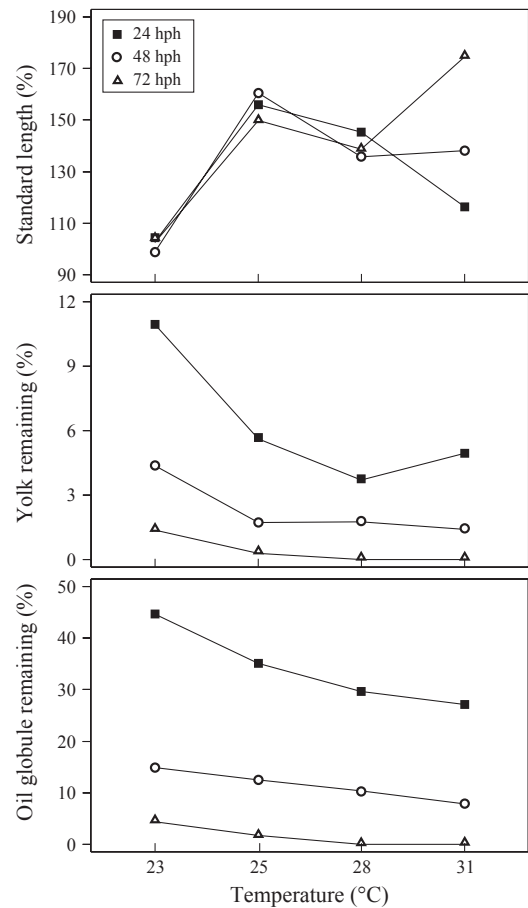 190
170
150
130
110
90
Standard length (%)
24 hph
48 hph
72 hph
12
9
6
3
0
Yolk remaining (%)
50
40
30
20
10
0
Oil globule remaining (%)
23 25 28 31
Temperature (°C)